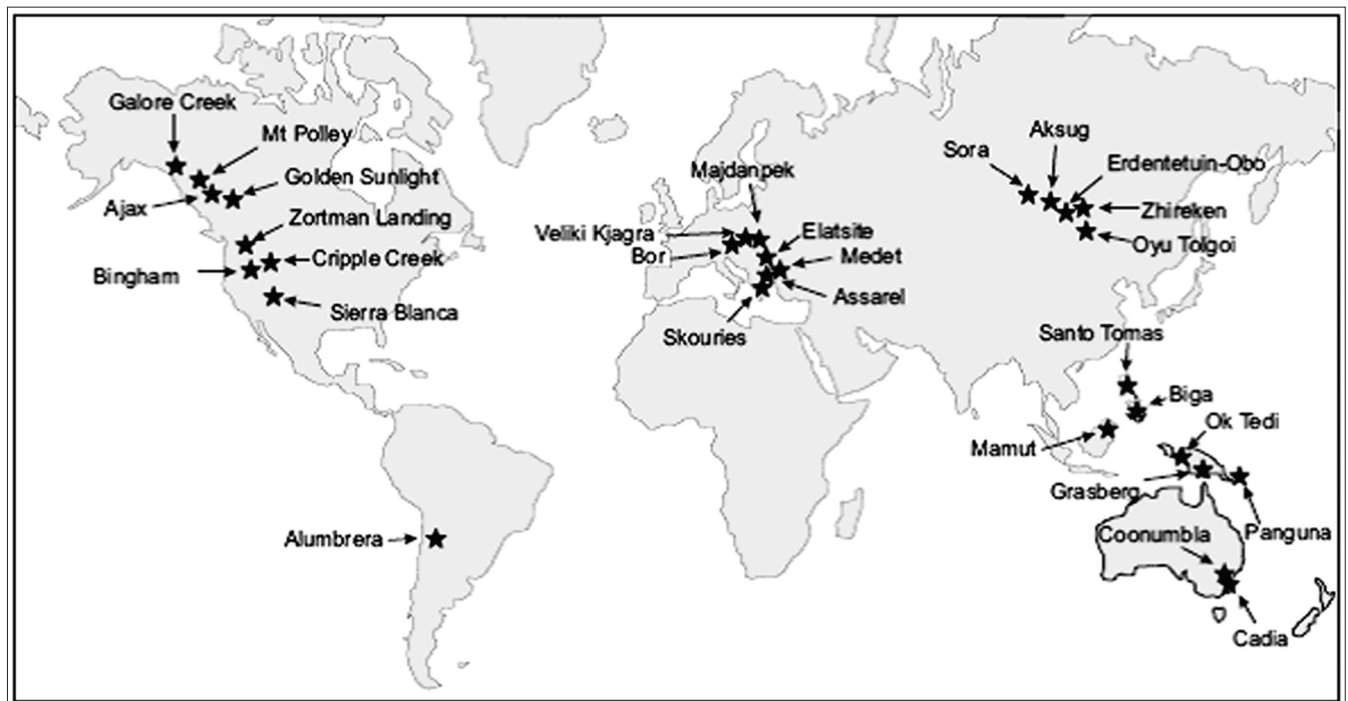 Galore Creek
Mt Polley
Golden Sunlight
Ajax
Zortman Landing
Cripple Creek
Bingham
Sierra Blanca
Alumbrera
Majdanpek
Veliki Kjagra
Bor
Elatsite
Medet
Assarel
Skouries
Sora
Aksug
Erdentetuin-Obo
Zhireken
Oyu Tolgoi
Santo Tomas
Biga
Mamut
Ok Tedi
Grasberg
Panguna
Coonumbla
Cadia